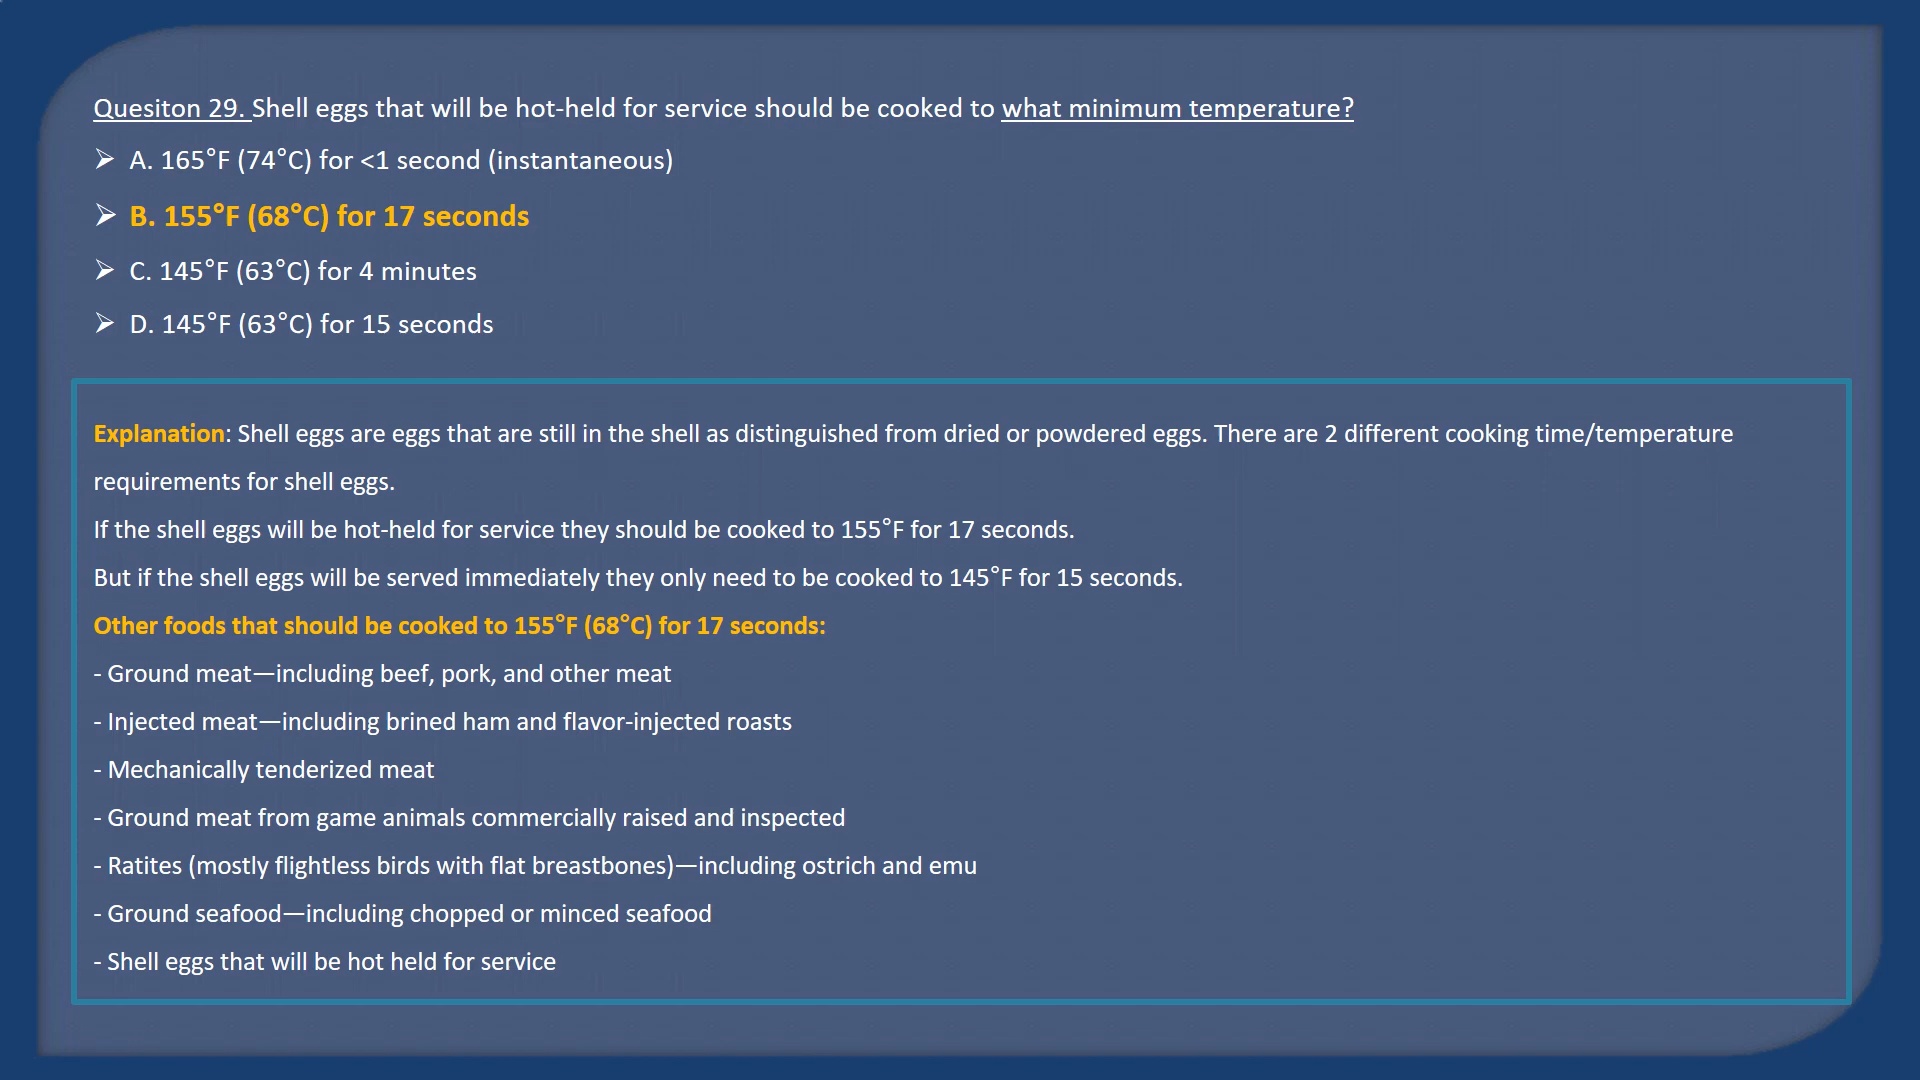 Quesiton 29. Shell eggs that will be hot-held for service should be cooked to what minimum temperature?
➢ A. 165°F (74°C) for <1 second (instantaneous)
➢ B. 155°F (68°C) for 17 seconds
➢ C. 145°F (63°C) for 4 minutes
➢ D. 145°F (63°C) for 15 seconds
Explanation: Shell eggs are eggs that are still in the shell as distinguished from dried or powdered eggs. There are 2 different cooking time/temperature
requirements for shell eggs.
If the shell eggs will be hot-held for service they should be cooked to 155°F for 17 seconds.
But if the shell eggs will be served immediately they only need to be cooked to 145°F for 15 seconds.
Other foods that should be cooked to 155°F (68°C) for 17 seconds:
- Ground meat—including beef, pork, and other meat
- Injected meat—including brined ham and flavor-injected roasts
- Mechanically tenderized meat
- Ground meat from game animals commercially raised and inspected
- Ratites (mostly flightless birds with flat breastbones)—including ostrich and emu
- Ground seafood—including chopped or minced seafood
- Shell eggs that will be hot held for service